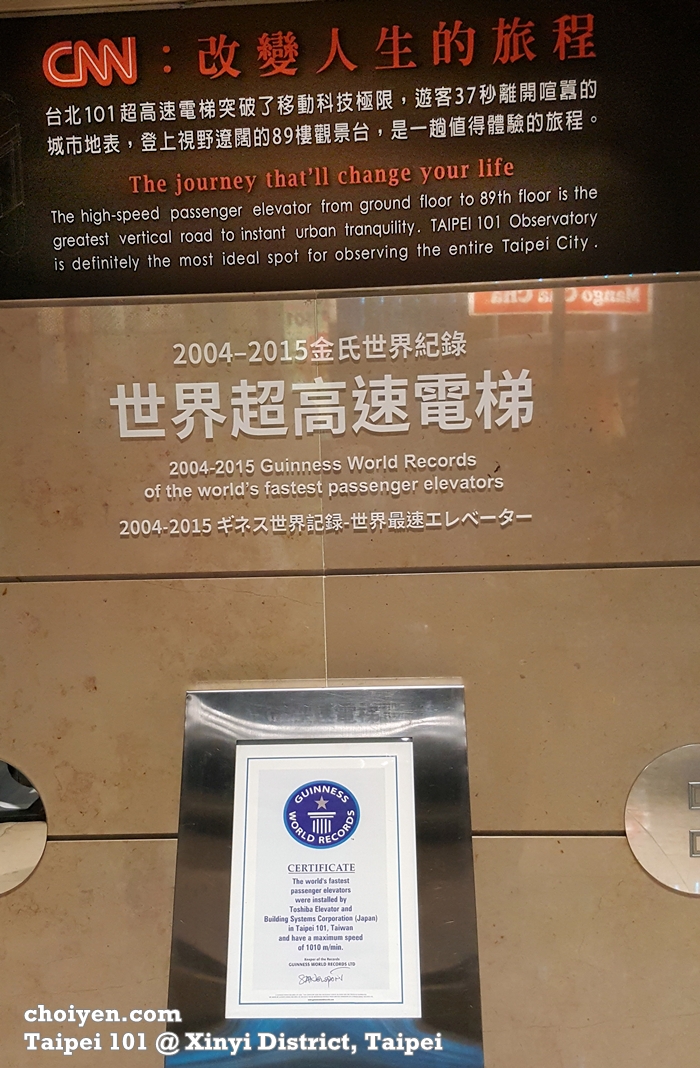 CNN：改變人生的旅程
台北101超高速電梯突破了移動科技極限，遊客37秒離開喧囂的
城市地表，登上視野遼闊的89樓觀景台，是一趟值得體驗的旅程。
The journey that'll change your life
The high-speed passenger elevator from ground floor to 89th floor is the
greatest vertical road to instant urban tranquility. TAIPEI 101 Observatory
is definitely the most ideal spot for observing the entire Taipei City.
Mango Cha Cha
2004–2015金氏世界紀錄
世界超高速電梯
2004-2015 Guinness World Records
of the world's fastest passenger elevators
2004-2015 ギネス世界記録-世界最速エレベーター
GUINNESS
WORLD RECORDS
CERTIFICATE
The world's fastest
passenger elevators
were installed by
Toshiba Elevator and
Building Systems Corporation (Japan)
in Taipei 101, Taiwan
and have a maximum speed
of 1010 m/min.
Keeper of the Records
GUINNESS WORLD RECORDS LTD
choiyen.com
Taipei 101 @ Xinyi District, Taipei